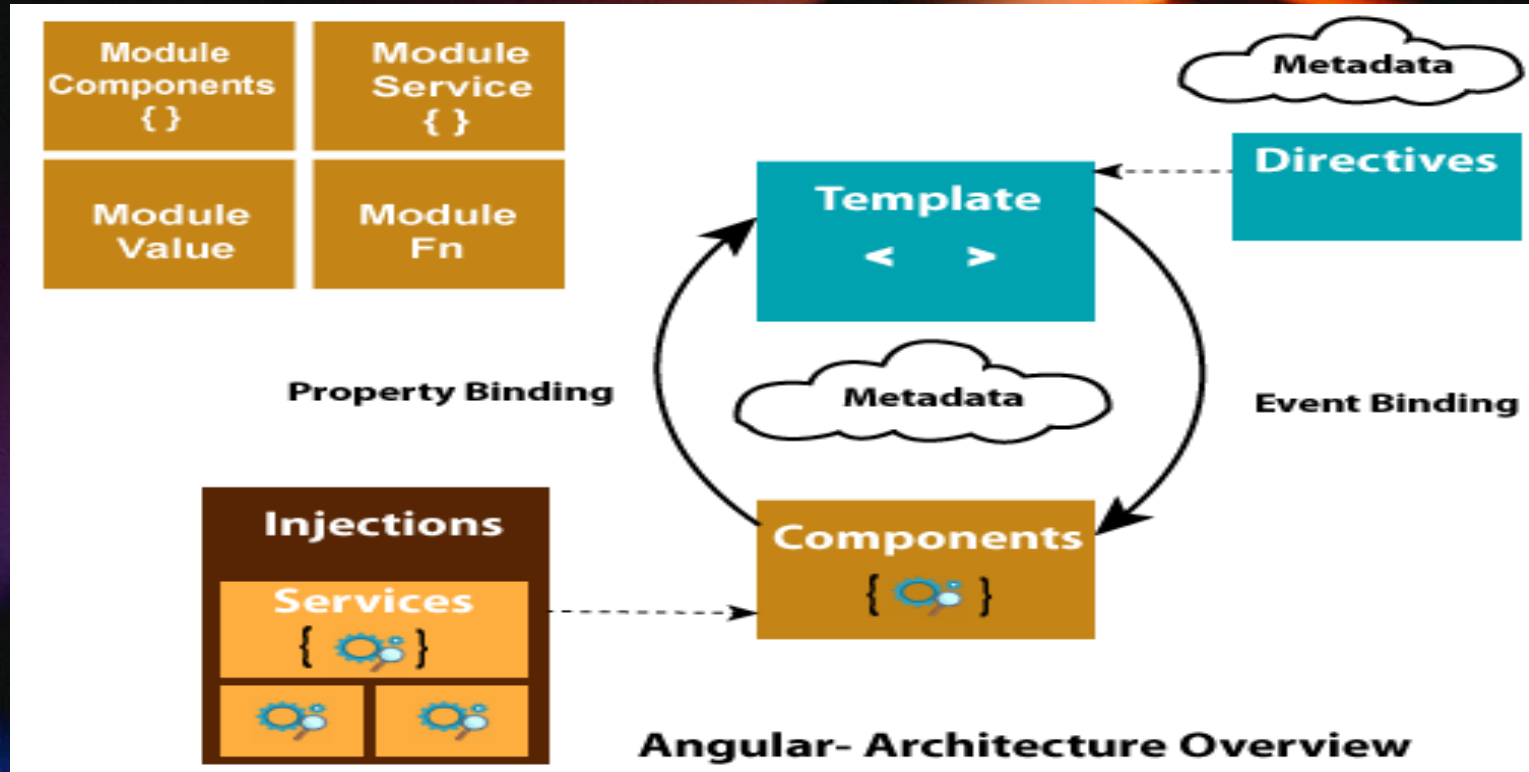 Module
Components
{ }
Module
Service
{ }
Module
Value
Module
Fn
Metadata
Directives
Template
< >
Property Binding
Metadata
Event Binding
Injections
Services
{ }
Components
{ }
Angular- Architecture Overview